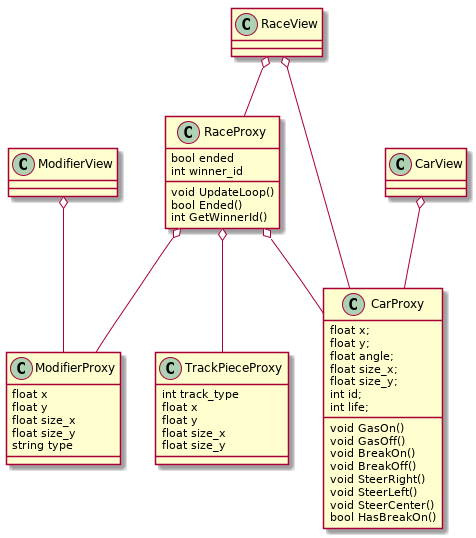 C RaceView
C RaceProxy
bool ended
int winner_id
void UpdateLoop()
bool Ended()
int GetWinnerId()
C ModifierView
C CarView
C CarProxy
float x;
float y;
float angle;
float size_x;
float size_y;
int id;
int life;
void GasOn()
void GasOff()
void BreakOn()
void BreakOff()
void SteerRight()
void SteerLeft()
void SteerCenter()
bool HasBreakOn()
C ModifierProxy
float x
float y
float size_x
float size_y
string type
C TrackPieceProxy
int track_type
float x
float y
float size_x
float size_y